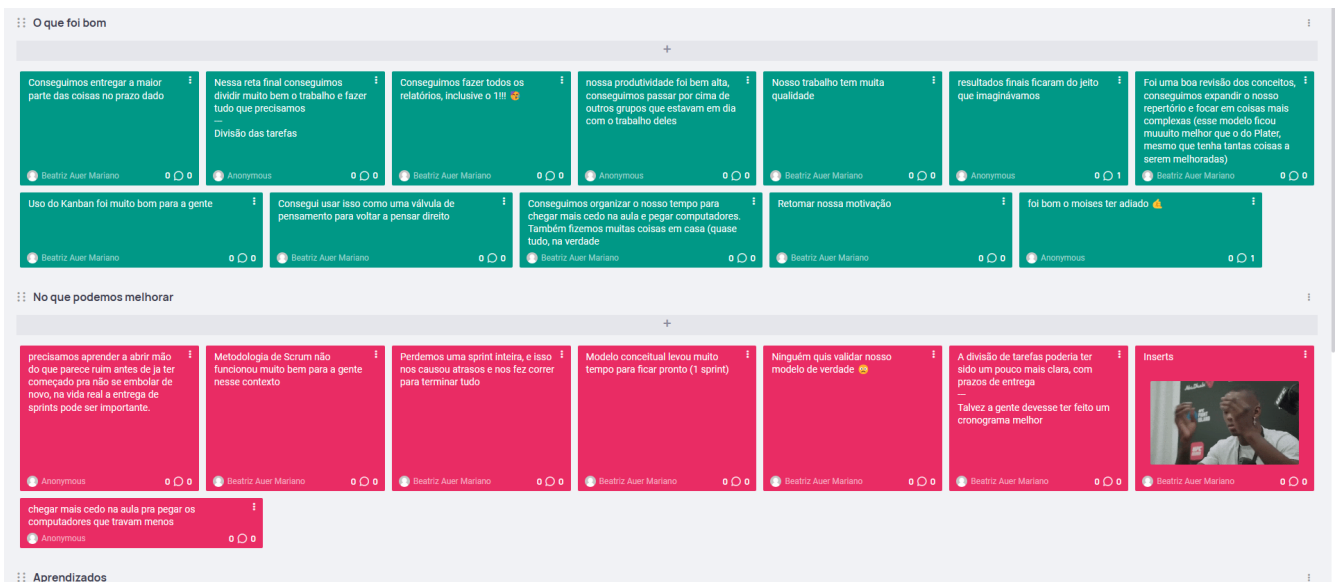 O que foi bom
+
Conseguimos entregar a maior
parte das coisas no prazo dado
Beatriz Auer Mariano 0 0
Nessa reta final conseguimos
dividir muito bem o trabalho e fazer
tudo que precisamos
—
Divisão das tarefas
Anonymous 0 0
Conseguimos fazer todos os
relatórios, inclusive o 1!!! 🥳
Beatriz Auer Mariano 0 0
nossa produtividade foi bem alta,
conseguimos passar por cima de
outros grupos que estavam em dia
com o trabalho deles
Anonymous 0 0
Nosso trabalho tem muita
qualidade
Beatriz Auer Mariano 0 0
resultados finais ficaram do jeito
que imaginávamos
Anonymous 0 1
Foi uma boa revisão dos conceitos,
conseguimos expandir o nosso
repertório e focar em coisas mais
complexas (esse modelo ficou
muuuito melhor que o do Plater,
mesmo que tenha tantas coisas a
serem melhoradas)
Beatriz Auer Mariano 0 0
Uso do Kanban foi muito bom para a gente
Beatriz Auer Mariano 0 0
Consegui usar isso como uma válvula de
pensamento para voltar a pensar direito
Beatriz Auer Mariano 0 0
Conseguimos organizar o nosso tempo para
chegar mais cedo na aula e pegar computadores.
Também fizemos muitas coisas em casa (quase
tudo, na verdade
Beatriz Auer Mariano 0 0
Retomar nossa motivação
Beatriz Auer Mariano 0 0
foi bom o moises ter adiado 👍
Anonymous 0 1
No que podemos melhorar
+
precisamos aprender a abrir mão
do que parece ruim antes de ja ter
começado pra não se embolar de
novo, na vida real a entrega de
sprints pode ser importante.
Anonymous 0 0
Metodologia de Scrum não
funcionou muito bem para a gente
nesse contexto
Beatriz Auer Mariano 0 0
Perdemos uma sprint inteira, e isso
nos causou atrasos e nos fez correr
para terminar tudo
Beatriz Auer Mariano 0 0
Modelo conceitual levou muito
tempo para ficar pronto (1 sprint)
Beatriz Auer Mariano 0 0
Ninguém quis validar nosso
modelo de verdade 😩
Beatriz Auer Mariano 0 0
A divisão de tarefas poderia ter
sido um pouco mais clara, com
prazos de entrega
—
Talvez a gente devesse ter feito um
cronograma melhor
Beatriz Auer Mariano 0 0
Inserts
Beatriz Auer Mariano 0 0
chegar mais cedo na aula pra pegar os
computadores que travam menos
Anonymous 0 0
Aprendizados